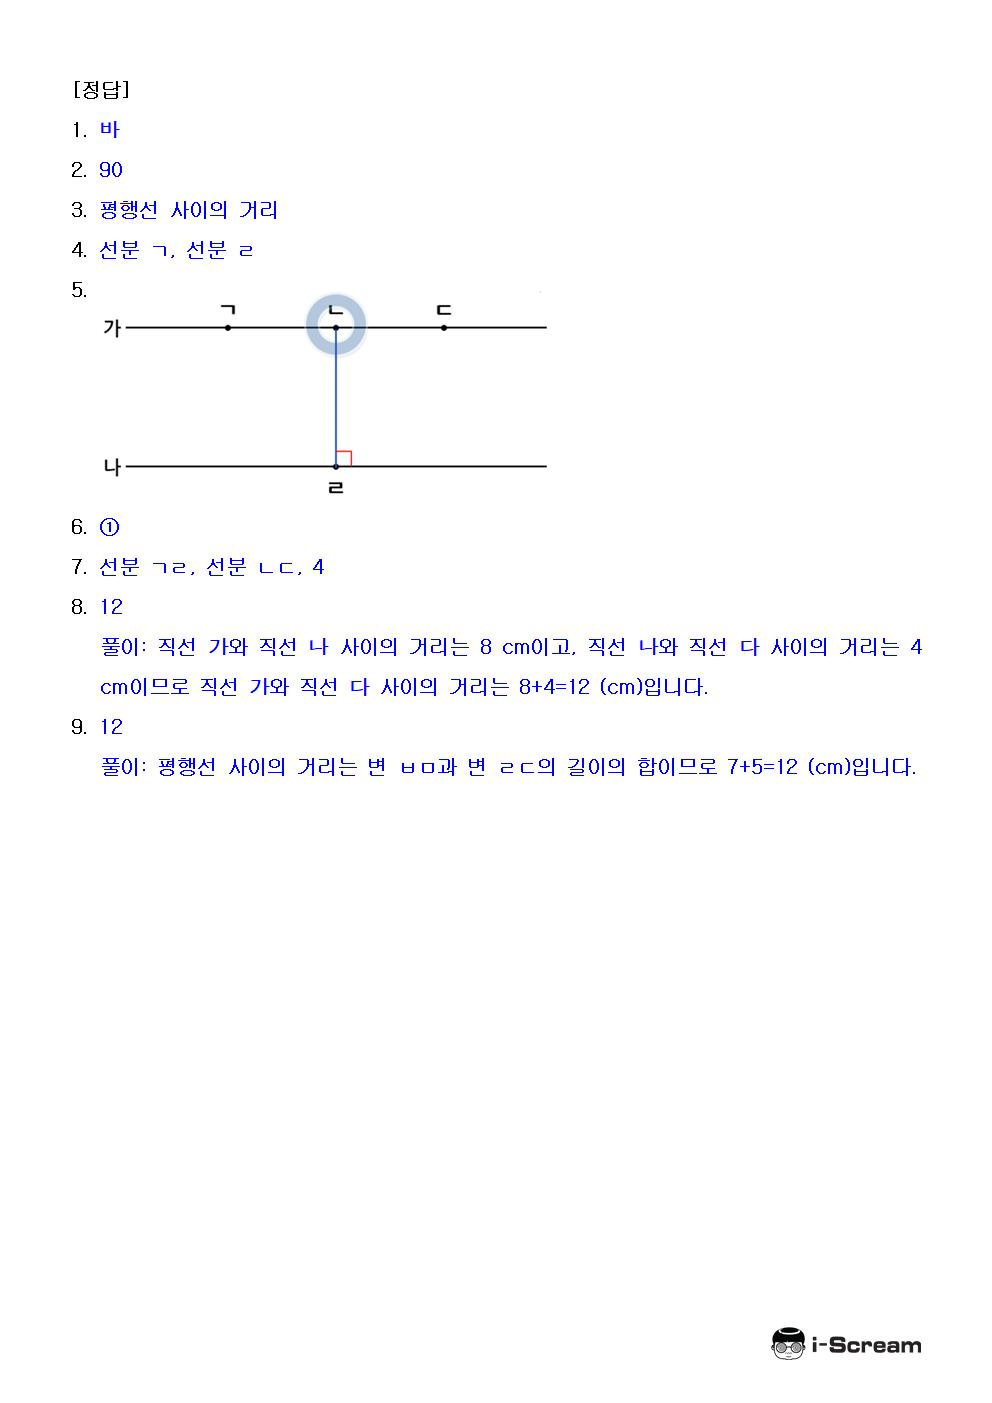 [정답]
1. 바
2. 90
3. 평행선 사이의 거리
4. 선분 ㄱ, 선분 ㄹ
5.
ㄱ ㄴ ㄷ
가
나
ㄹ
6. ①
7. 선분 ㄱㄹ, 선분 ㄴㄷ, 4
8. 12
풀이: 직선 가와 직선 나 사이의 거리는 8 cm이고, 직선 나와 직선 다 사이의 거리는 4
cm이므로 직선 가와 직선 다 사이의 거리는 8+4=12 (cm)입니다.
9. 12
풀이: 평행선 사이의 거리는 변 ㅂㅁ과 변 ㄹㄷ의 길이의 합이므로 7+5=12 (cm)입니다.
i-Scream